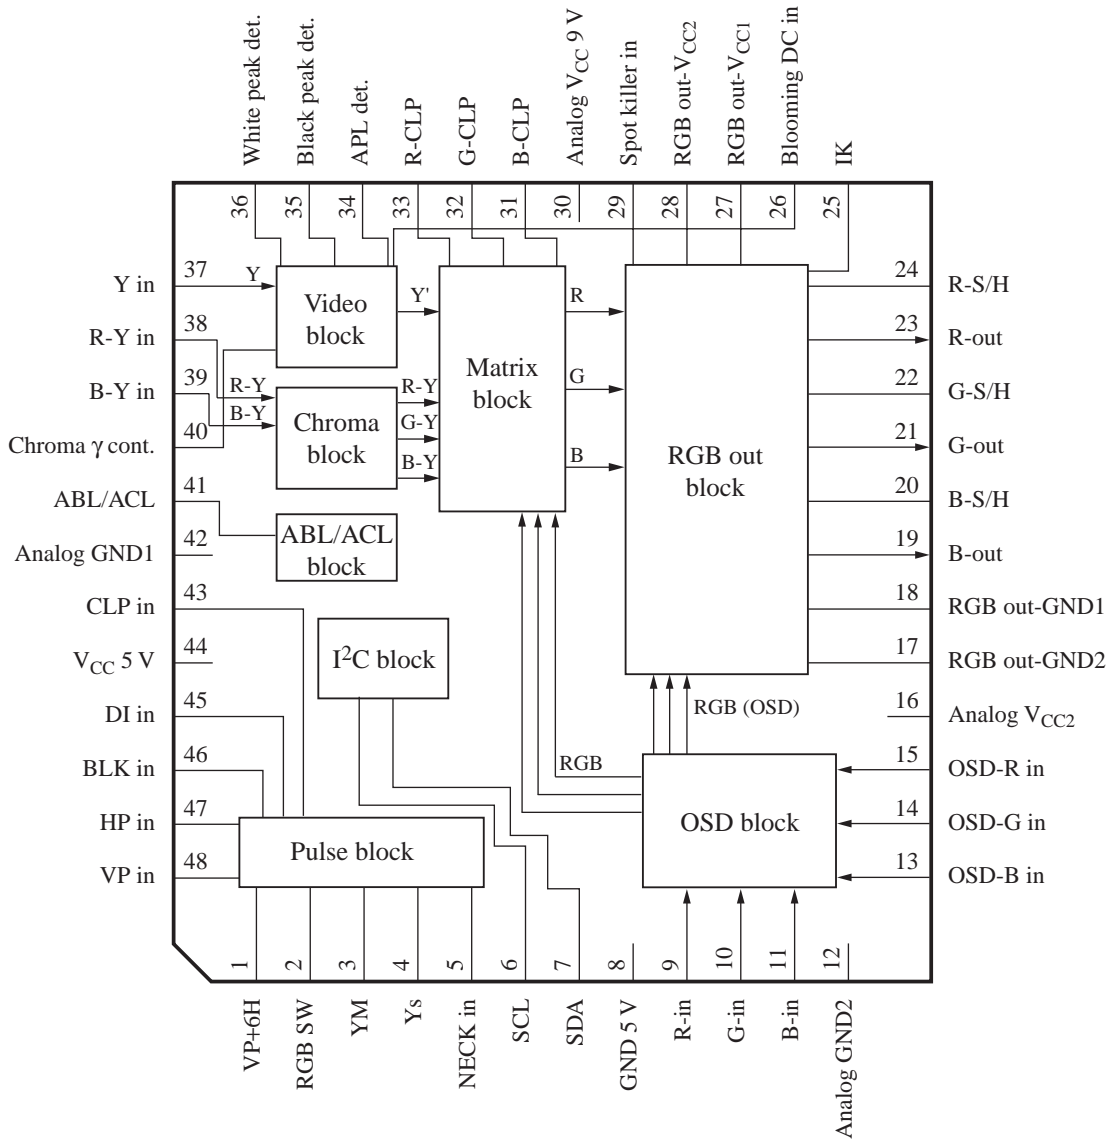 White peak det.
Black peak det.
APL det.
R-CLP
G-CLP
B-CLP
Analog VCC 9 V
Spot killer in
RGB out-VCC2
RGB out-VCC1
Blooming DC in
IK
36
35
34
33
32
31
30
29
28
27
26
25
Y in
37
Y
Video
block
Y'
R
24
R-S/H
R-Y in
38
23
R-out
Matrix
block
B-Y in
39
R-Y
R-Y
G
22
G-S/H
Chroma γ cont.
40
B-Y
Chroma
block
G-Y
B-Y
B
RGB out
block
21
G-out
ABL/ACL
41
20
B-S/H
ABL/ACL
block
Analog GND1
42
19
B-out
CLP in
43
18
RGB out-GND1
VCC 5 V
44
I²C block
17
RGB out-GND2
DI in
45
RGB (OSD)
16
Analog VCC2
BLK in
46
RGB
15
OSD-R in
HP in
47
OSD block
14
OSD-G in
Pulse block
VP in
48
13
OSD-B in
1
2
3
4
5
6
7
8
9
10
11
12
VP+6H
RGB SW
YM
Ys
NECK in
SCL
SDA
GND 5 V
R-in
G-in
B-in
Analog GND2